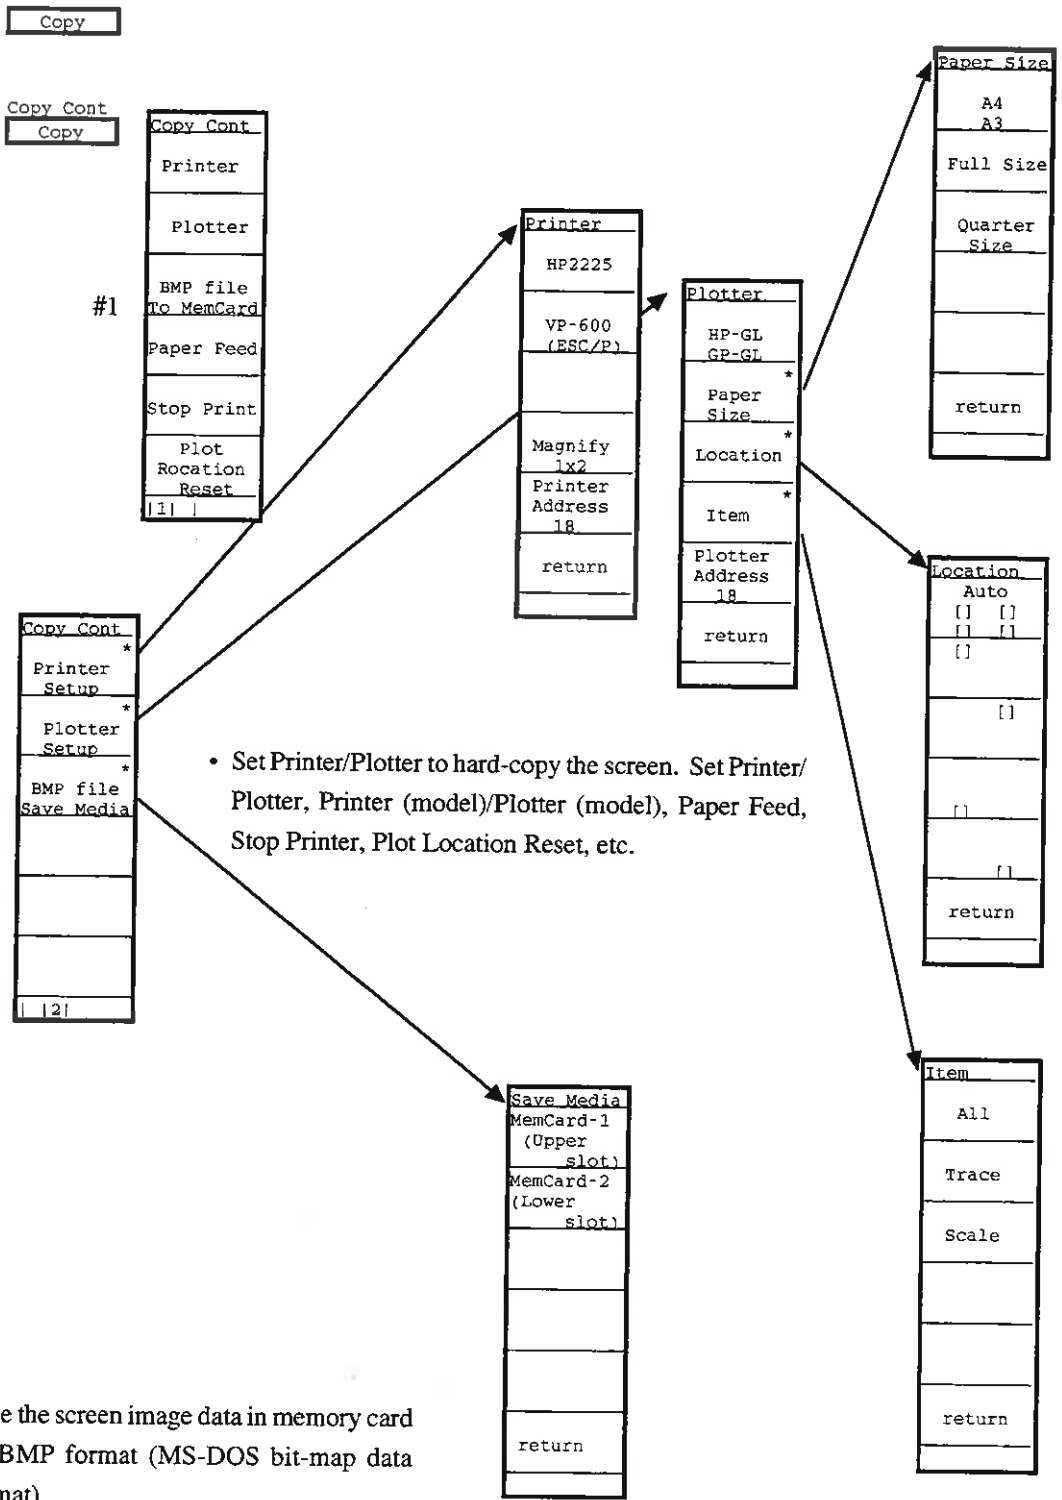 Copy
Copy Cont
Copy
Copy Cont
Printer
Plotter
#1
BMP file
To MemCard
Paper Feed
Stop Print
Plot
Rocation
Reset
|1| |
Copy Cont
*
Printer
Setup
*
Plotter
Setup
*
BMP file
Save Media
| |2|
Printer
HP2225
VP-600
(ESC/P)
Magnify
1x2
Printer
Address
18
return
Plotter
HP-GL
GP-GL
*
Paper
Size
*
Location
*
Item
Plotter
Address
18
return
Paper Size
A4
A3
Full Size
Quarter
Size
return
Location
Auto
[] []
[] []
[]
[]
[]
[]
return
• Set Printer/Plotter to hard-copy the screen. Set Printer/
Plotter, Printer (model)/Plotter (model), Paper Feed,
Stop Printer, Plot Location Reset, etc.
Save Media
MemCard-1
(Upper
slot)
MemCard-2
(Lower
slot)
return
Item
All
Trace
Scale
return
e the screen image data in memory card
BMP format (MS-DOS bit-map data
mat)